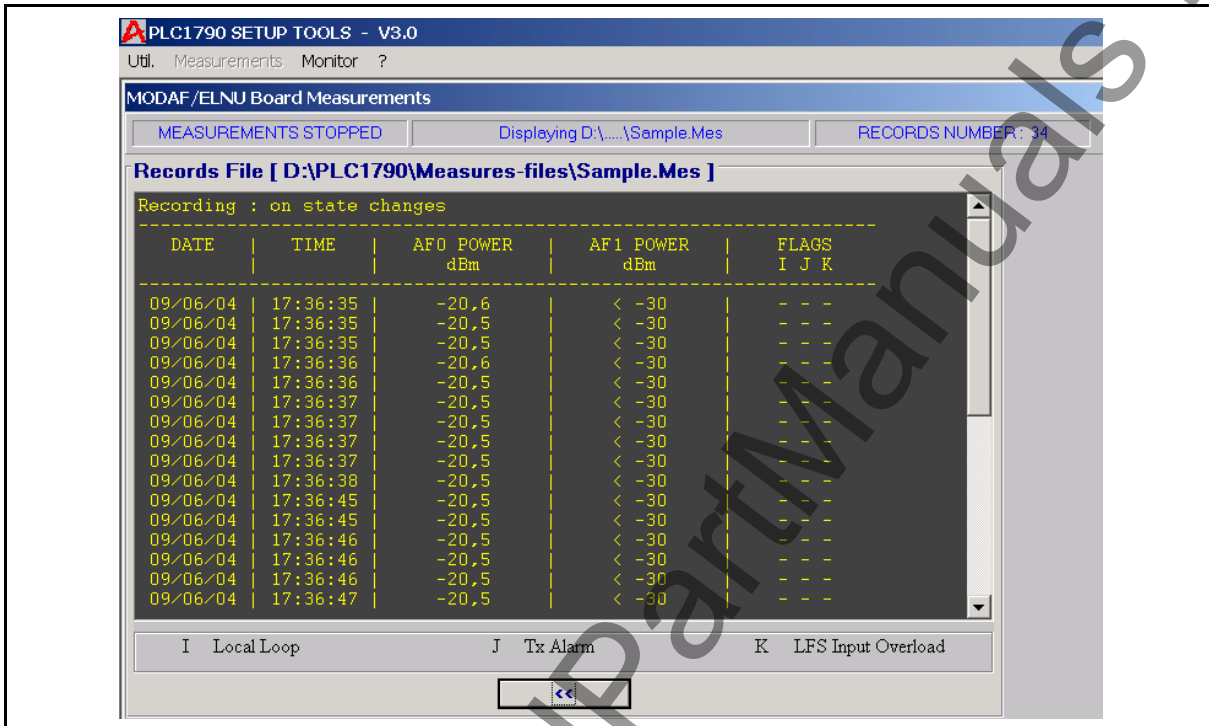 PLC1790 SETUP TOOLS - V3.0
Util. Measurements Monitor ?
MODAF/ELNU Board Measurements
MEASUREMENTS STOPPED Displaying D:\.....\Sample.Mes RECORDS NUMBER : 34
Records File [ D:\PLC1790\Measures-files\Sample.Mes ]
Recording : on state changes
DATE | TIME | AF0 POWER | AF1 POWER | FLAGS
| | dBm | dBm | I J K
09/06/04 | 17:36:35 | -20,6 | < -30 | - - -
09/06/04 | 17:36:35 | -20,5 | < -30 | - - -
09/06/04 | 17:36:35 | -20,5 | < -30 | - - -
09/06/04 | 17:36:36 | -20,6 | < -30 | - - -
09/06/04 | 17:36:36 | -20,5 | < -30 | - - -
09/06/04 | 17:36:37 | -20,5 | < -30 | - - -
09/06/04 | 17:36:37 | -20,5 | < -30 | - - -
09/06/04 | 17:36:37 | -20,5 | < -30 | - - -
09/06/04 | 17:36:37 | -20,5 | < -30 | - - -
09/06/04 | 17:36:38 | -20,5 | < -30 | - - -
09/06/04 | 17:36:45 | -20,5 | < -30 | - - -
09/06/04 | 17:36:45 | -20,5 | < -30 | - - -
09/06/04 | 17:36:46 | -20,5 | < -30 | - - -
09/06/04 | 17:36:46 | -20,5 | < -30 | - - -
09/06/04 | 17:36:46 | -20,5 | < -30 | - - -
09/06/04 | 17:36:47 | -20,5 | < -30 | - - -
I Local Loop J Tx Alarm K LFS Input Overload
<<
PartManuals